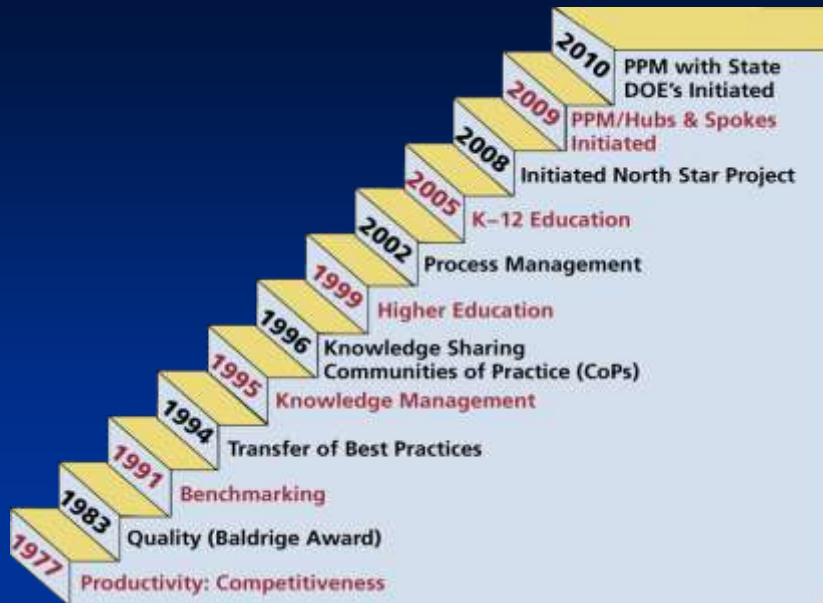 2010
PPM with State
DOE's Initiated
2009
PPM/Hubs & Spokes
Initiated
2008
Initiated North Star Project
2005
K–12 Education
2002
Process Management
1999
Higher Education
1996
Knowledge Sharing
Communities of Practice (CoPs)
1995
Knowledge Management
1994
Transfer of Best Practices
1991
Benchmarking
1983
Quality (Baldrige Award)
1977
Productivity: Competitiveness